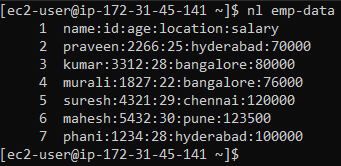 [ec2-user@ip-172-31-45-141 ~]$ nl emp-data
     1  name:id:age:location:salary
     2  praveen:2266:25:hyderabad:70000
     3  kumar:3312:28:bangalore:80000
     4  murali:1827:22:bangalore:76000
     5  suresh:4321:29:chennai:120000
     6  mahesh:5432:30:pune:123500
     7  phani:1234:28:hyderabad:100000
[ec2-user@ip-172-31-45-141 ~]$